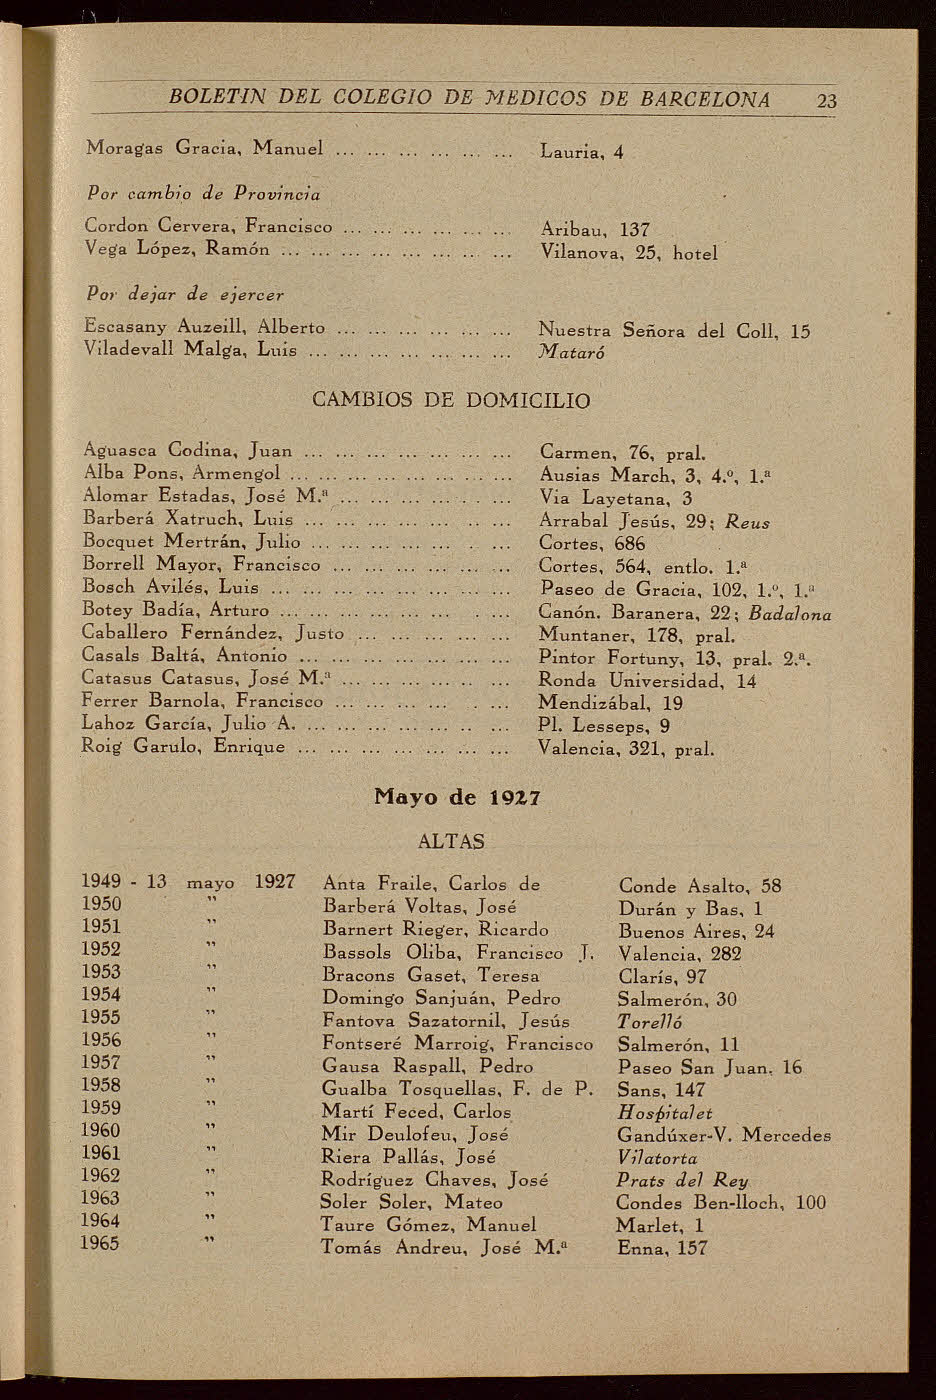 BOLETIN DEL COLEGIO DE MEDICOS DE BARCELONA 23
Moragas Gracia, Manuel ... ... ... ... ... ... Lauria, 4
Por cambio de Provincia
Cordon Cervera, Francisco ... ... ... ... ... ... Aribau, 137
Vega López, Ramón ... ... ... ... ... ... ... ... Vilanova, 25, hotel
Por dejar de ejercer
Escasany Auzeill, Alberto ... ... ... ... ... ... Nuestra Señora del Coll, 15
Viladevall Malga, Luis ... ... ... ... ... ... ... Mataró
CAMBIOS DE DOMICILIO
Aguasca Codina, Juan ... ... ... ... ... ... ... Carmen, 76, pral.
Alba Pons, Armengol ... ... ... ... ... ... ... ... Ausias March, 3, 4.º, 1.ª
Alomar Estadas, José M.ª ... ... ... ... . ... Via Layetana, 3
Barberá Xatruch, Luis ... ... ... ... ... .. ... Arrabal Jesús, 29; Reus
Bocquet Mertrán, Julio ... ... ... ... ... . ... Cortes, 686
Borrell Mayor, Francisco ... ... ... ... ... ... Cortes, 564, entlo. 1.ª
Bosch Avilés, Luis ... ... ... ... ... ... ... ... Paseo de Gracia, 102, 1.º, 1.ª
Botey Badía, Arturo ... ... ... ... ... ... . ... Canón. Baranera, 22; Badalona
Caballero Fernández, Justo ... ... ... ... ... Muntaner, 178, pral.
Casals Baltá, Antonio ... ... ... ... ... ... ... Pintor Fortuny, 13, pral. 2.ª.
Catasus Catasus, José M.ª ... ... ... ... .. ... Ronda Universidad, 14
Ferrer Barnola, Francisco ... ... ... ... . ... Mendizábal, 19
Lahoz García, Julio A. ... ... ... ... ... .. ... Pl. Lesseps, 9
Roig Garulo, Enrique ... ... ... ... ... ... ... Valencia, 321, pral.
Mayo de 1927
ALTAS
1949 - 13 mayo 1927 Anta Fraile, Carlos de Conde Asalto, 58
1950 " Barberá Voltas, José Durán y Bas, 1
1951 " Barnert Rieger, Ricardo Buenos Aires, 24
1952 " Bassols Oliba, Francisco J. Valencia, 282
1953 " Bracons Gaset, Teresa Clarís, 97
1954 " Domingo Sanjuán, Pedro Salmerón, 30
1955 " Fantova Sazatornil, Jesús Torelló
1956 " Fontseré Marroig, Francisco Salmerón, 11
1957 " Gausa Raspall, Pedro Paseo San Juan, 16
1958 " Gualba Tosquellas, F. de P. Sans, 147
1959 " Martí Feced, Carlos Hospitalet
1960 " Mir Deulofeu, José Gandúxer-V. Mercedes
1961 " Riera Pallás, José Vilatorta
1962 " Rodríguez Chaves, José Prats del Rey
1963 " Soler Soler, Mateo Condes Ben-lloch, 100
1964 " Taure Gómez, Manuel Marlet, 1
1965 " Tomás Andreu, José M.ª Enna, 157